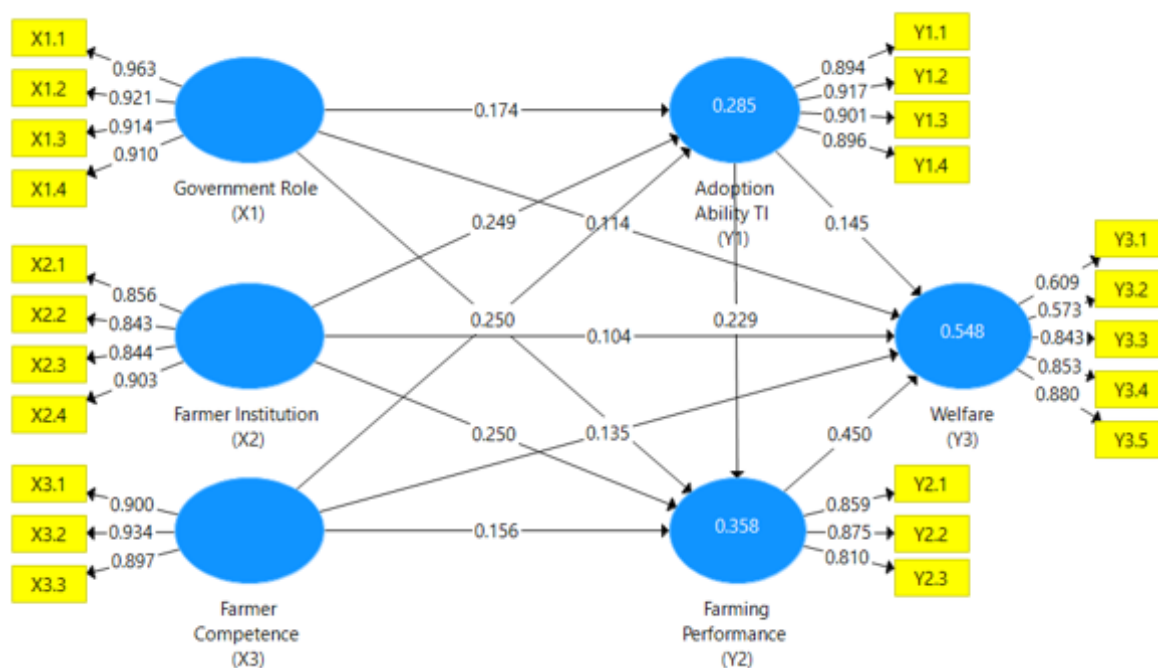 X1.1
X1.2
X1.3
X1.4
0.963
0.921
0.914
0.910
Government Role
(X1)
X2.1
X2.2
X2.3
X2.4
0.856
0.843
0.844
0.903
Farmer Institution
(X2)
X3.1
X3.2
X3.3
0.900
0.934
0.897
Farmer
Competence
(X3)
0.174
0.249
0.114
0.250
0.104
0.229
0.250
0.135
0.156
0.145
0.450
0.285
Adoption
Ability TI
(Y1)
0.894
0.917
0.901
0.896
Y1.1
Y1.2
Y1.3
Y1.4
0.548
Welfare
(Y3)
0.609
0.573
0.843
0.853
0.880
Y3.1
Y3.2
Y3.3
Y3.4
Y3.5
0.358
Farming
Performance
(Y2)
0.859
0.875
0.810
Y2.1
Y2.2
Y2.3